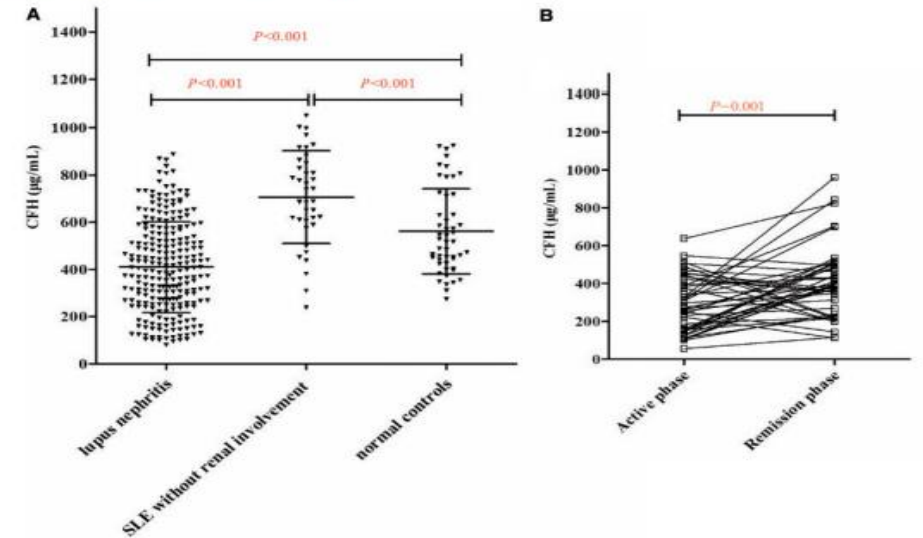 A
CFH (μg/mL)
1400
1200
1000
800
600
400
200
0
P<0.001
P<0.001
P<0.001
lupus nephritis
SLE without renal involvement
normal controls
B
CFH (μg/mL)
1400
1200
1000
800
600
400
200
0
P=0.001
Active phase
Remission phase